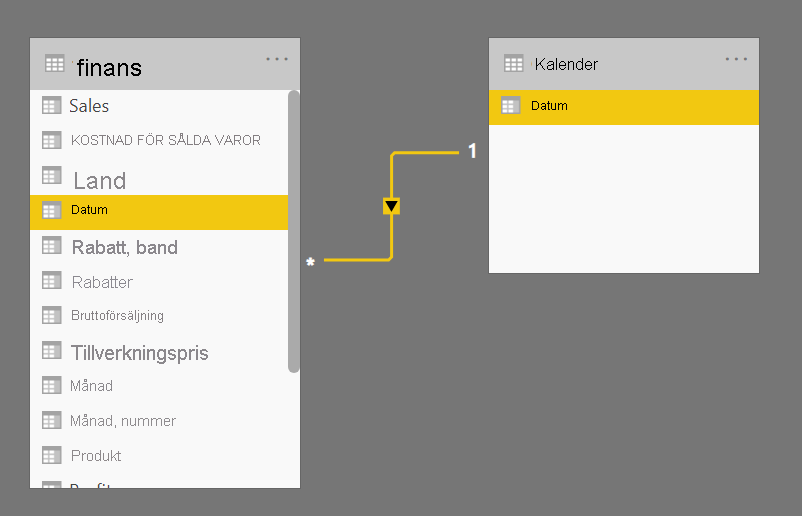 finans
Sales
KOSTNAD FÖR SÅLDA VAROR
Land
Datum
Rabatt, band
Rabatter
Bruttoförsäljning
Tillverkningspris
Månad
Månad, nummer
Produkt
*
1
Kalender
Datum